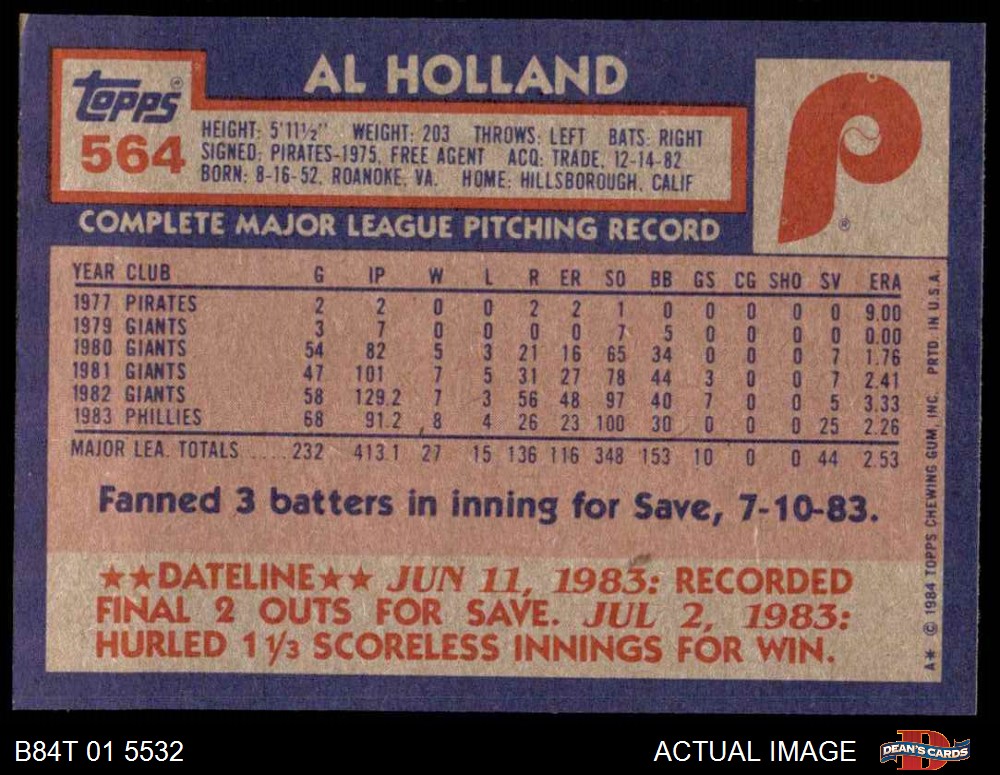 AL HOLLAND
topps®
564
HEIGHT: 5'11½" WEIGHT: 203 THROWS: LEFT BATS: RIGHT
SIGNED: PIRATES-1975, FREE AGENT ACQ: TRADE, 12-14-82
BORN: 8-16-52, ROANOKE, VA. HOME: HILLSBOROUGH, CALIF
P
®
COMPLETE MAJOR LEAGUE PITCHING RECORD
YEAR CLUB G IP W L R ER SO BB GS CG SHO SV ERA
1977 PIRATES 2 2 0 0 2 2 1 0 0 0 0 0 9.00
1979 GIANTS 3 7 0 0 0 0 7 5 0 0 0 0 0.00
1980 GIANTS 54 82 5 3 21 16 65 34 0 0 0 7 1.76
1981 GIANTS 47 101 7 5 31 27 78 44 3 0 0 7 2.41
1982 GIANTS 58 129.2 7 3 56 48 97 40 7 0 0 5 3.33
1983 PHILLIES 68 91.2 8 4 26 23 100 30 0 0 0 25 2.26
MAJOR LEA. TOTALS .... 232 413.1 27 15 136 116 348 153 10 0 0 44 2.53
Fanned 3 batters in inning for Save, 7-10-83.
★★DATELINE★★ JUN 11, 1983: RECORDED
FINAL 2 OUTS FOR SAVE. JUL 2, 1983:
HURLED 1⅓ SCORELESS INNINGS FOR WIN.
A* © 1984 TOPPS CHEWING GUM, INC. PRTD. IN U.S.A.
B84T 01 5532
ACTUAL IMAGE
DEAN'S CARDS